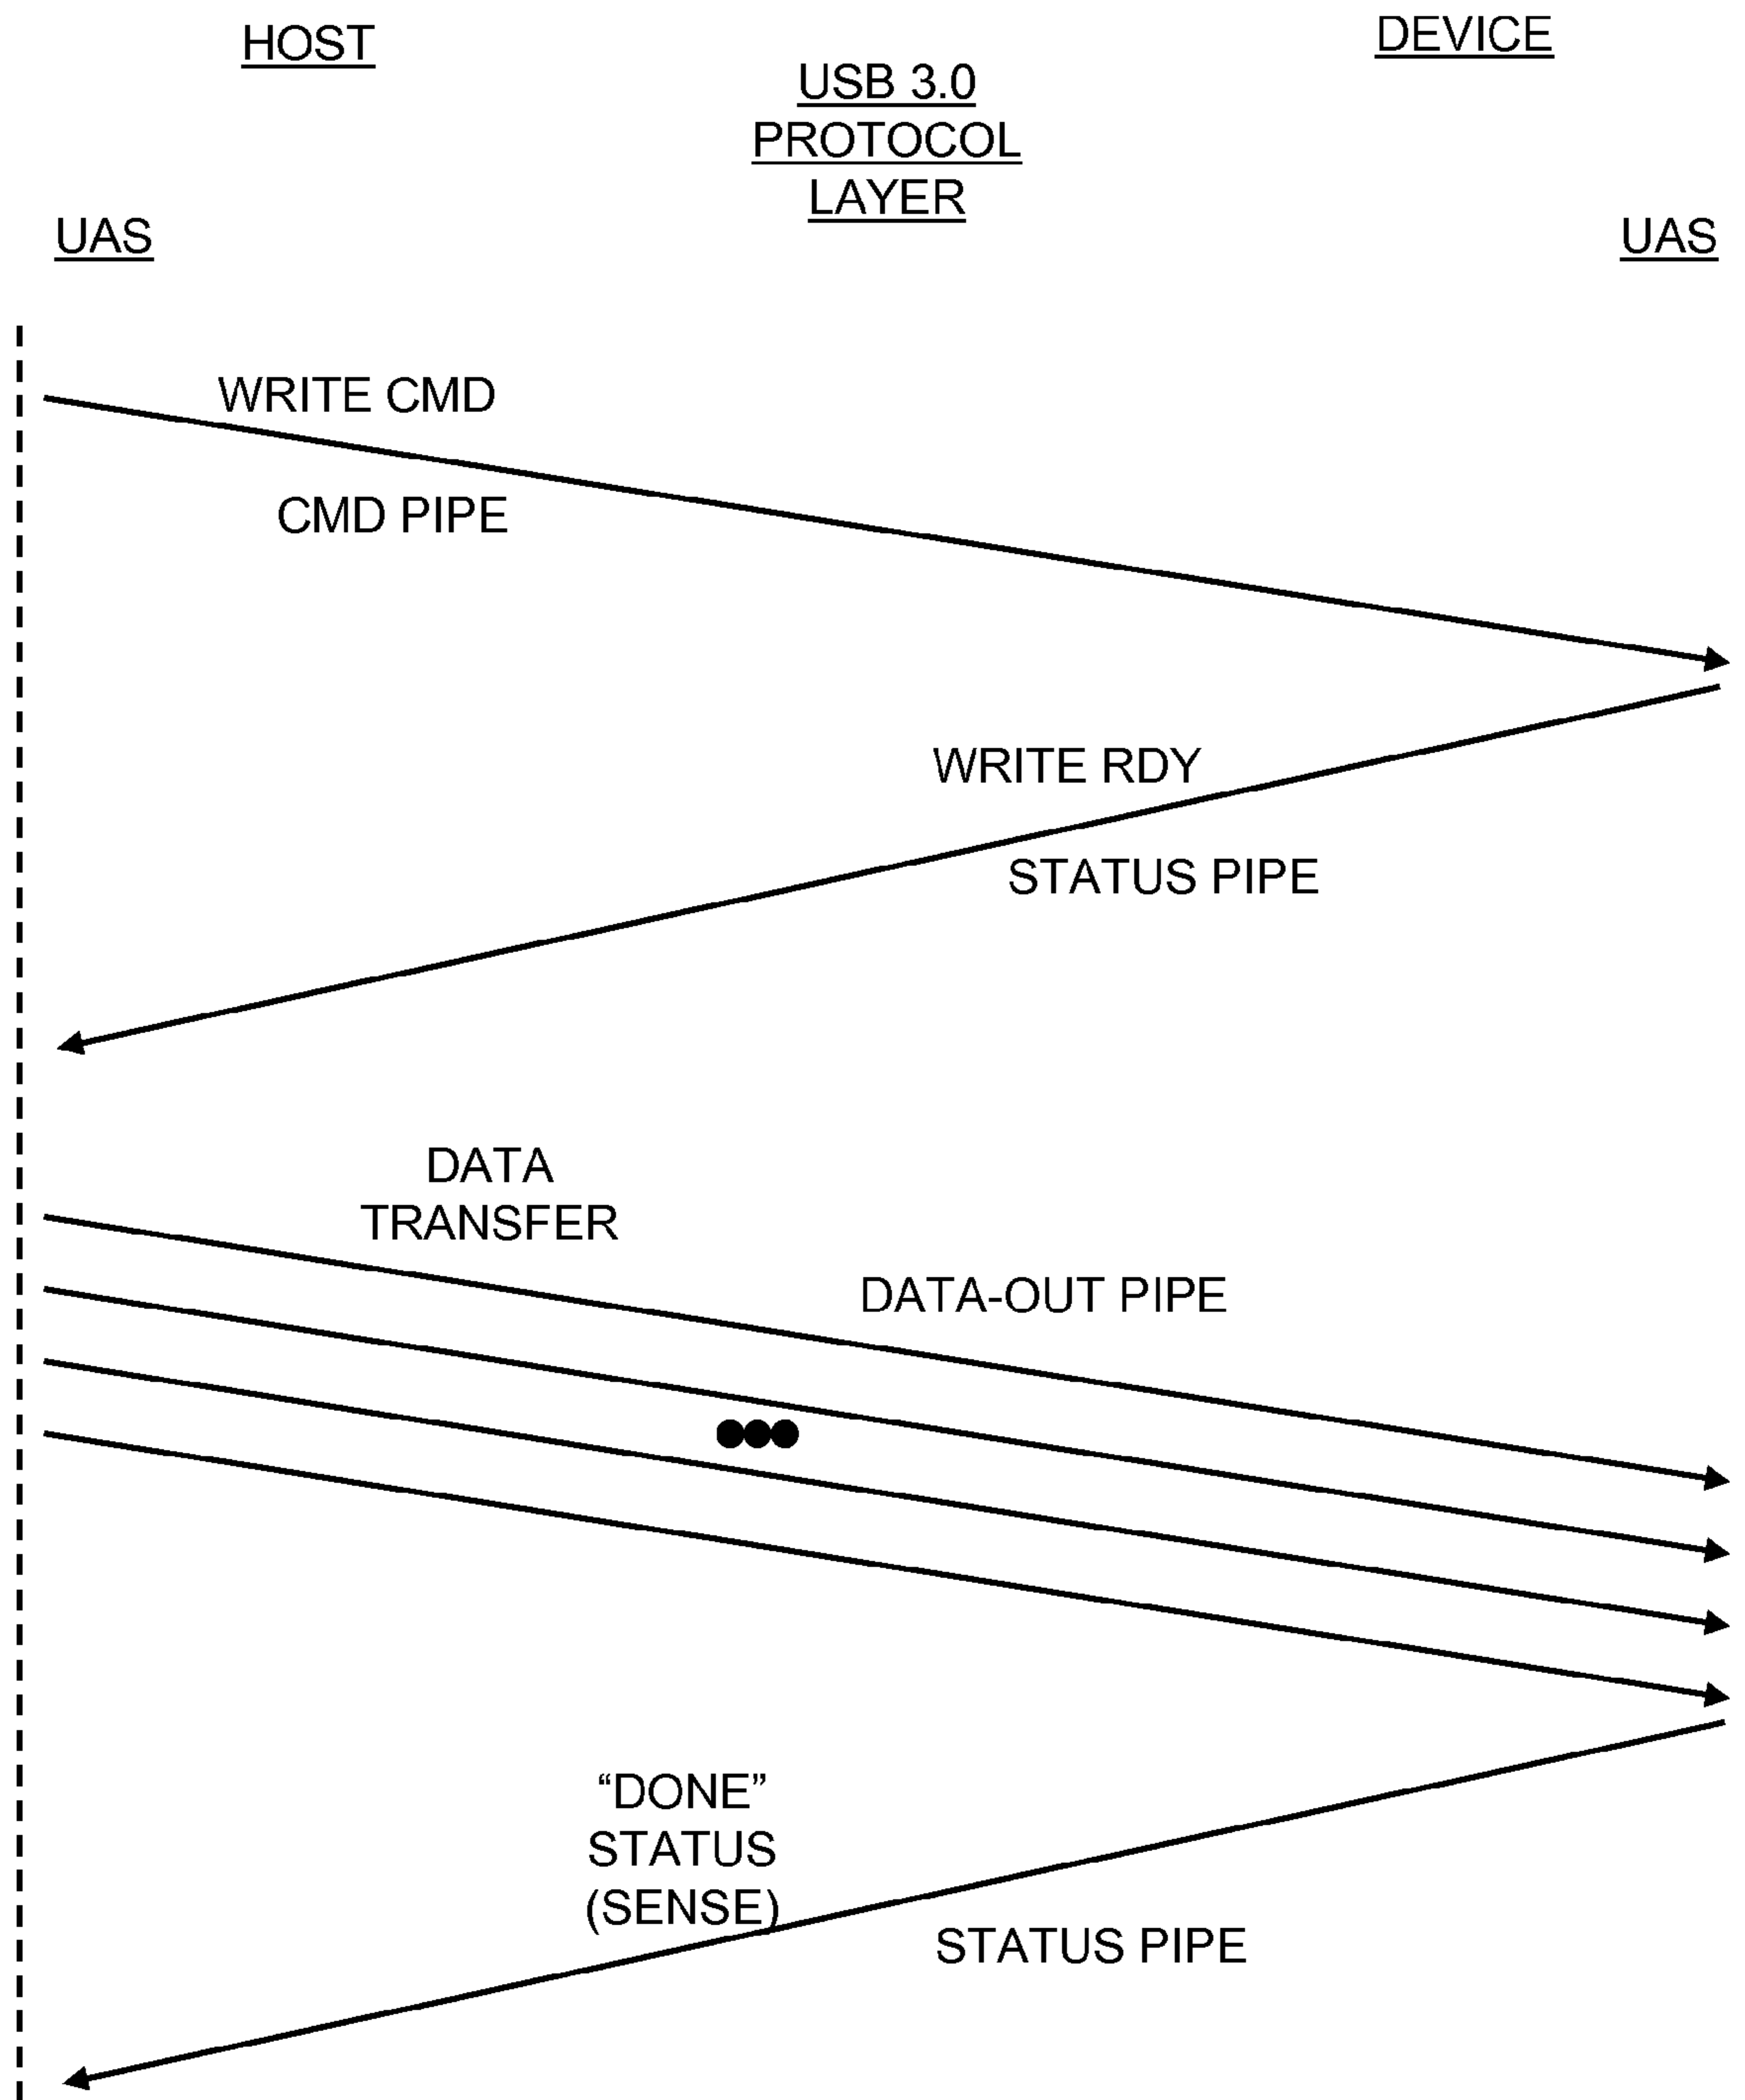 HOST
DEVICE
USB 3.0
PROTOCOL
LAYER
UAS
UAS
WRITE CMD
CMD PIPE
WRITE RDY
STATUS PIPE
DATA
TRANSFER
DATA-OUT PIPE
“DONE”
STATUS
(SENSE)
STATUS PIPE